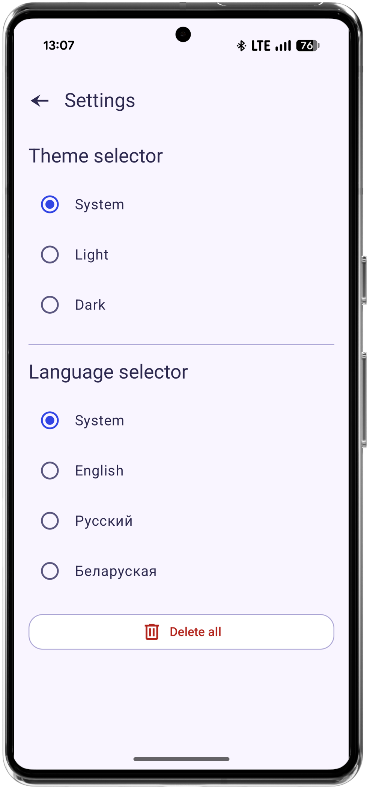 13:07
LTE
76
Settings
Theme selector
System
Light
Dark
Language selector
System
English
Русский
Беларуская
Delete all